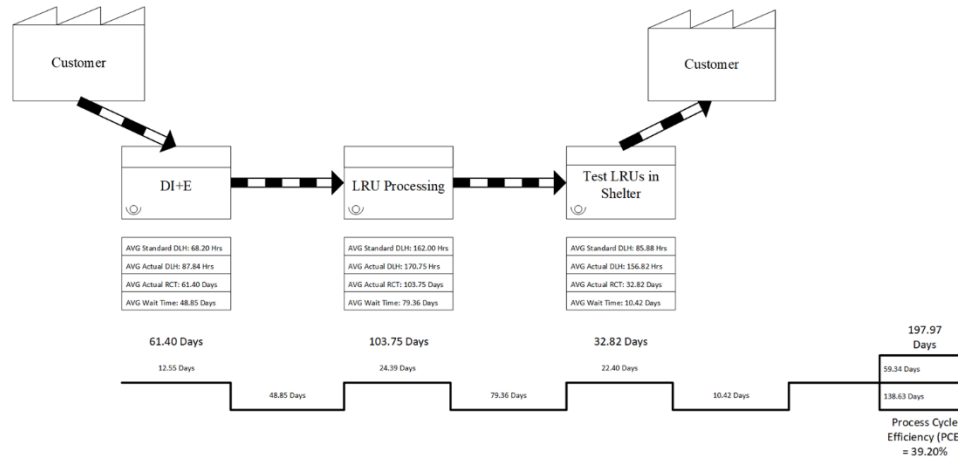 Customer
Customer
DI+E
LRU Processing
Test LRUs in
Shelter
AVG Standard DLH: 68.20 Hrs
AVG Actual DLH: 87.84 Hrs
AVG Actual RCT: 61.40 Days
AVG Wait Time: 48.85 Days
AVG Standard DLH: 162.00 Hrs
AVG Actual DLH: 170.75 Hrs
AVG Actual RCT: 103.75 Days
AVG Wait Time: 79.36 Days
AVG Standard DLH: 85.88 Hrs
AVG Actual DLH: 156.82 Hrs
AVG Actual RCT: 32.82 Days
AVG Wait Time: 10.42 Days
61.40 Days
103.75 Days
32.82 Days
197.97
Days
12.55 Days
24.39 Days
22.40 Days
59.34 Days
48.85 Days
79.36 Days
10.42 Days
138.63 Days
Process Cycle
Efficiency (PCE
= 39.20%